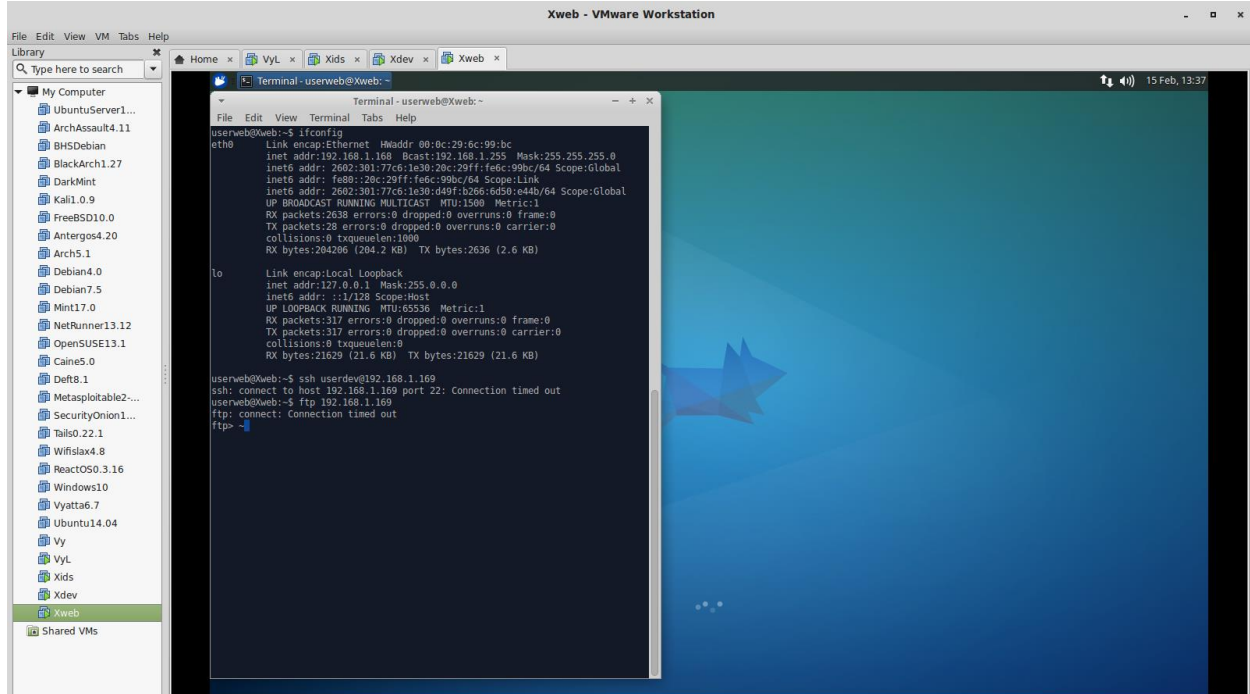 Xweb - VMware Workstation
File Edit View VM Tabs Help
Library
Type here to search
My Computer
UbuntuServer1...
ArchAssault4.11
BHSDebian
BlackArch1.27
DarkMint
Kali1.0.9
FreeBSD10.0
Antergos4.20
Arch5.1
Debian4.0
Debian7.5
Mint17.0
NetRunner13.12
OpenSUSE13.1
Caine5.0
Deft8.1
Metasploitable2-...
SecurityOnion1...
Tails0.22.1
Wifislax4.8
ReactOS0.3.16
Windows10
Vyatta6.7
Ubuntu14.04
Vy
VyL
Xids
Xdev
Xweb
Shared VMs
Home VyL Xids Xdev Xweb
Terminal - userweb@Xweb: ~ 15 Feb, 13:37
Terminal - userweb@Xweb: ~
File Edit View Terminal Tabs Help
userweb@Xweb:~$ ifconfig
eth0 Link encap:Ethernet HWaddr 00:0c:29:6c:99:bc
inet addr:192.168.1.168 Bcast:192.168.1.255 Mask:255.255.255.0
inet6 addr: 2602:301:77c6:1e30:20c:29ff:fe6c:99bc/64 Scope:Global
inet6 addr: fe80::20c:29ff:fe6c:99bc/64 Scope:Link
inet6 addr: 2602:301:77c6:1e30:d49f:b266:6d50:e44b/64 Scope:Global
UP BROADCAST RUNNING MULTICAST MTU:1500 Metric:1
RX packets:2638 errors:0 dropped:0 overruns:0 frame:0
TX packets:28 errors:0 dropped:0 overruns:0 carrier:0
collisions:0 txqueuelen:1000
RX bytes:204206 (204.2 KB) TX bytes:2636 (2.6 KB)
lo Link encap:Local Loopback
inet addr:127.0.0.1 Mask:255.0.0.0
inet6 addr: ::1/128 Scope:Host
UP LOOPBACK RUNNING MTU:65536 Metric:1
RX packets:317 errors:0 dropped:0 overruns:0 frame:0
TX packets:317 errors:0 dropped:0 overruns:0 carrier:0
collisions:0 txqueuelen:0
RX bytes:21629 (21.6 KB) TX bytes:21629 (21.6 KB)
userweb@Xweb:~$ ssh userdev@192.168.1.169
ssh: connect to host 192.168.1.169 port 22: Connection timed out
userweb@Xweb:~$ ftp 192.168.1.169
ftp: connect: Connection timed out
ftp> ~